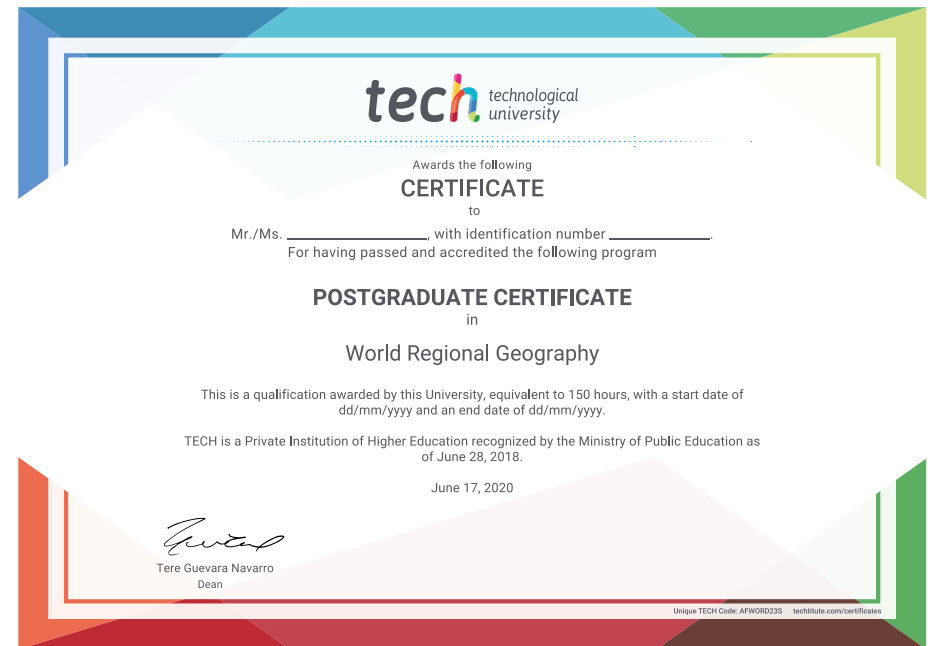 tech technological
university
Awards the following
CERTIFICATE
to
Mr./Ms. ____________________, with identification number ______________.
For having passed and accredited the following program
POSTGRADUATE CERTIFICATE
in
World Regional Geography
This is a qualification awarded by this University, equivalent to 150 hours, with a start date of
dd/mm/yyyy and an end date of dd/mm/yyyy.
TECH is a Private Institution of Higher Education recognized by the Ministry of Public Education as
of June 28, 2018.
June 17, 2020
Tere Guevara Navarro
Dean
Unique TECH Code: AFWORD23S techtitute.com/certificates